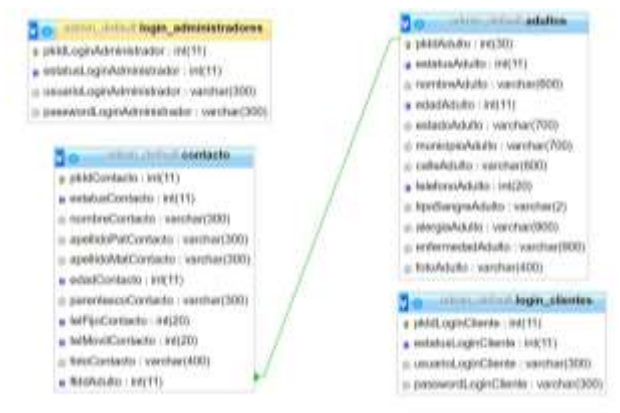 login_administradores
pkIdLoginAdministrador : int(11)
estatusLoginAdministrador : int(11)
usuarioLoginAdministrador : varchar(300)
passwordLoginAdministrador : varchar(300)
contacto
pkIdContacto : int(11)
estatusContacto : int(11)
nombreContacto : varchar(300)
apellidoPatContacto : varchar(300)
apellidoMatContacto : varchar(300)
edadContacto : int(11)
parentescoContacto : varchar(300)
telFijoContacto : int(20)
telMovilContacto : int(20)
fotoContacto : varchar(400)
fkIdAdulto : int(11)
adultos
pkIdAdulto : int(30)
estatusAdulto : int(11)
nombreAdulto : varchar(600)
edadAdulto : int(11)
estadoAdulto : varchar(700)
municipioAdulto : varchar(700)
calleAdulto : varchar(600)
telefonoAdulto : int(20)
tipoSangreAdulto : varchar(2)
alergiaAdulto : varchar(900)
enfermedadAdulto : varchar(900)
fotoAdulto : varchar(400)
login_clientes
pkIdLoginCliente : int(11)
estatusLoginCliente : int(11)
usuarioLoginCliente : varchar(300)
passwordLoginCliente : varchar(300)